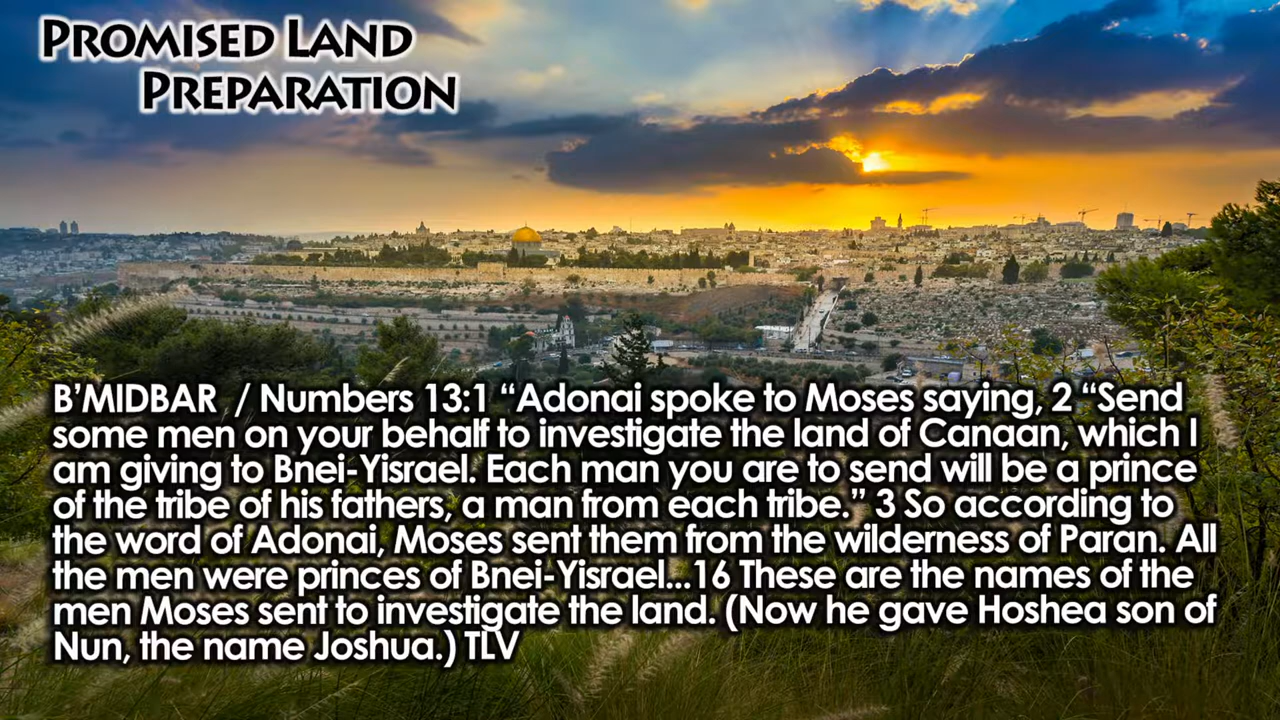 PROMISED LAND
PREPARATION
B’MIDBAR / Numbers 13:1 “Adonai spoke to Moses saying, 2 “Send
some men on your behalf to investigate the land of Canaan, which I
am giving to Bnei-Yisrael. Each man you are to send will be a prince
of the tribe of his fathers, a man from each tribe.” 3 So according to
the word of Adonai, Moses sent them from the wilderness of Paran. All
the men were princes of Bnei-Yisrael...16 These are the names of the
men Moses sent to investigate the land. (Now he gave Hoshea son of
Nun, the name Joshua.) TLV